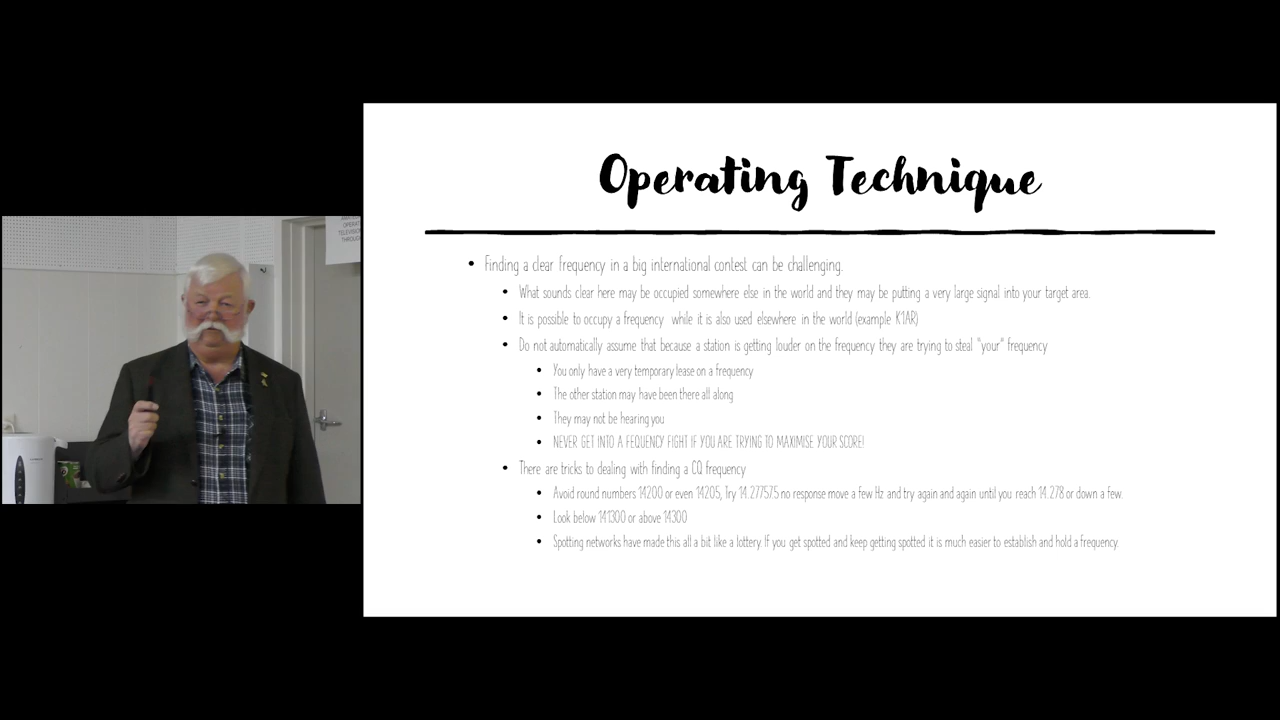 Operating Technique
Finding a clear frequency in a big international contest can be challenging.
What sounds clear here may be occupied somewhere else in the world and they may be putting a very large signal into your target area.
It is possible to occupy a frequency while it is also used elsewhere in the world (example K1AR)
Do not automatically assume that because a station is getting louder on the frequency they are trying to steal "your" frequency
You only have a very temporary lease on a frequency
The other station may have been there all along
They may not be hearing you
NEVER GET INTO A FEQUENCY FIGHT IF YOU ARE TRYING TO MAXIMISE YOUR SCORE!
There are tricks to dealing with finding a CQ frequency
Avoid round numbers 14200 or even 14205, Try 14.27757.5 no response move a few Hz and try again and again until you reach 14.278 or down a few.
Look below 141300 or above 14300
Spotting networks have made this all a bit like a lottery. If you get spotted and keep getting spotted it is much easier to establish and hold a frequency.
OPERAT
TELEVISION
THROUGH